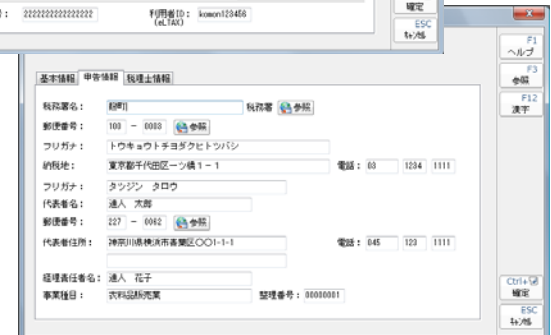 確定
号： 2222222222222222 利用者ID： komon123456
(eLTAX)
ESC
ｷｬﾝｾﾙ
F1
ヘルプ
F3
参照
F12
漢字
基本情報 申告情報 税理士情報
税務署名： 麹町 税務署 参照
郵便番号： 100 － 0003 参照
フリガナ： トウキョウトチヨダクヒトツバシ
納税地： 東京都千代田区一ツ橋１－１ 電話： 03 1234 1111
フリガナ： タツジン タロウ
代表者名： 達人 太郎
郵便番号： 227 － 0062 参照
代表者住所： 神奈川県横浜市青葉区〇〇1-1-1 電話： 045 123 1111
経理責任者名： 達人 花子
事業種目： 衣料品販売業 整理番号： 00000001
Ctrl+
確定
ESC
ｷｬﾝｾﾙ